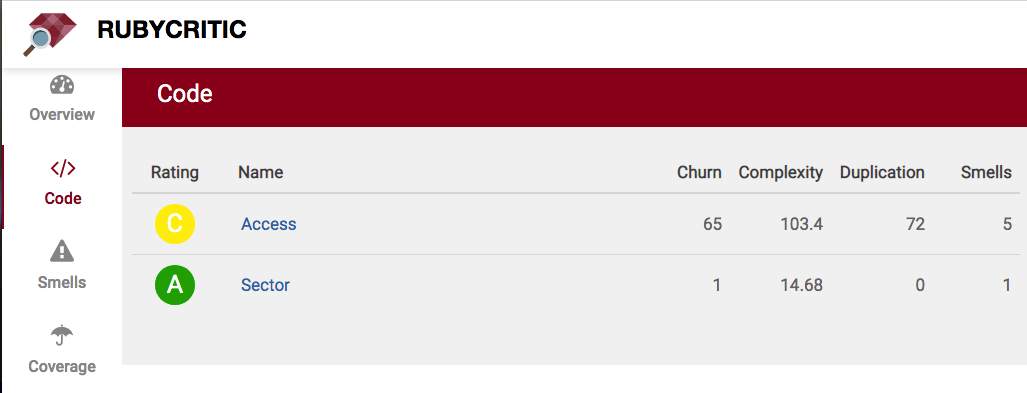 RUBYCRITIC
Overview
Code
Smells
Coverage
Code
Rating Name Churn Complexity Duplication Smells
C Access 65 103.4 72 5
A Sector 1 14.68 0 1